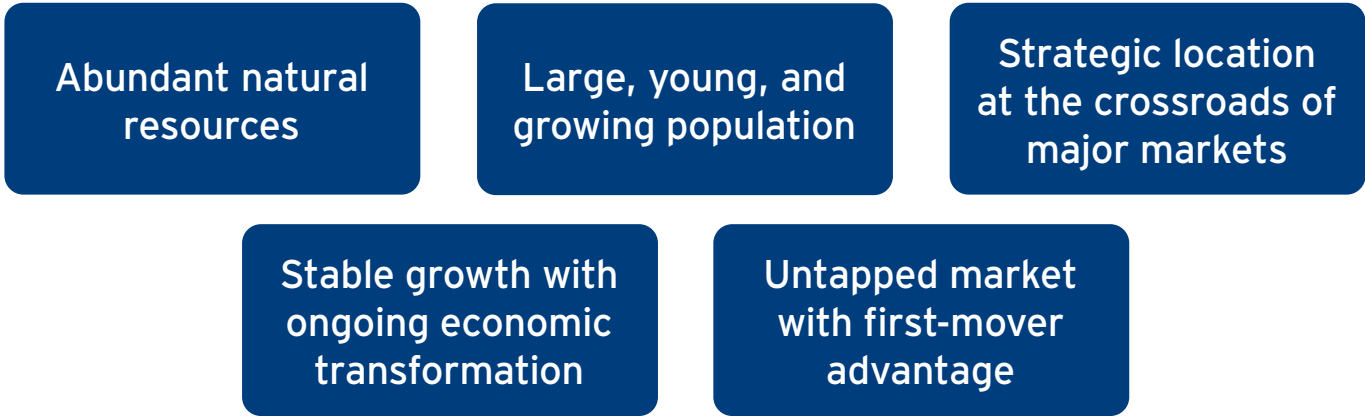 Abundant natural
resources
Large, young, and
growing population
Strategic location
at the crossroads of
major markets
Stable growth with
ongoing economic
transformation
Untapped market
with first-mover
advantage